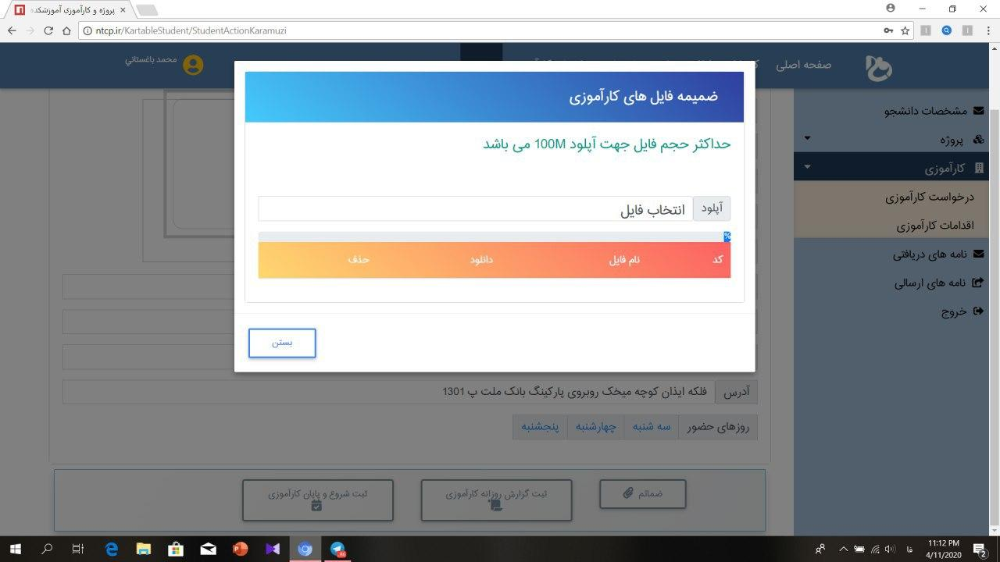 پروژه و کارآموزی آموزشکده
ntcp.ir/KartableStudent/StudentActionKaramuzi
صفحه اصلی
محمد باغستاني
مشخصات دانشجو
پروژه
کارآموزی
درخواست کارآموزی
اقدامات کارآموزی
نامه های دریافتی
نامه های ارسالی
خروج
ضمیمه فایل های کارآموزی
حداکثر حجم فایل جهت آپلود 100M می باشد
آپلود انتخاب فایل
%
کد نام فایل دانلود حذف
بستن
آدرس فلکه ایذان کوچه میخک روبروی پارکینگ بانک ملت پ 1301
روزهای حضور سه شنبه چهارشنبه پنجشنبه
ضمائم
ثبت گزارش روزانه کارآموزی
ثبت شروع و پایان کارآموزی
86
فا
11:12 PM
4/11/2020
2